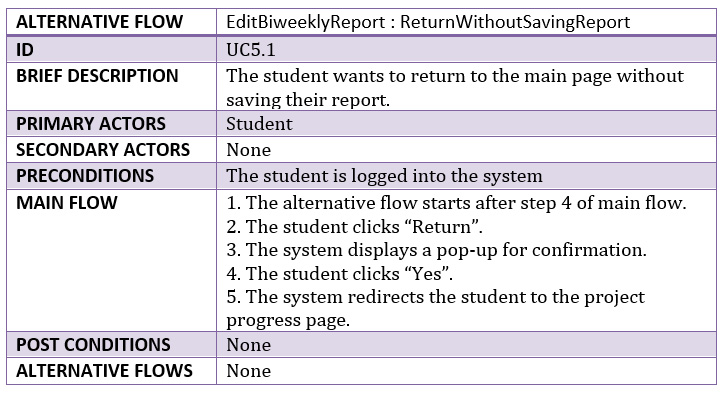 ALTERNATIVE FLOW EditBiweeklyReport : ReturnWithoutSavingReport
ID UC5.1
BRIEF DESCRIPTION The student wants to return to the main page without
saving their report.
PRIMARY ACTORS Student
SECONDARY ACTORS None
PRECONDITIONS The student is logged into the system
MAIN FLOW 1. The alternative flow starts after step 4 of main flow.
2. The student clicks “Return”.
3. The system displays a pop-up for confirmation.
4. The student clicks “Yes”.
5. The system redirects the student to the project
progress page.
POST CONDITIONS None
ALTERNATIVE FLOWS None